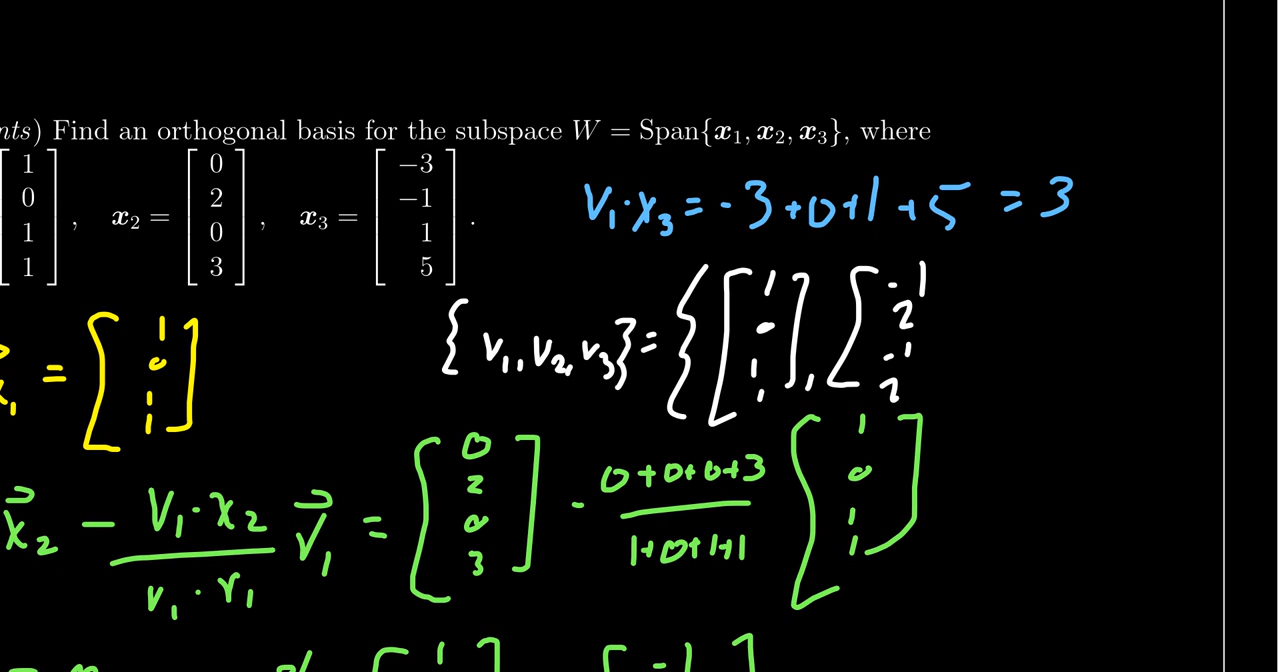 nts) Find an orthogonal basis for the subspace W = Span{x₁, x₂, x₃}, where
[1 0 1 1], x₂ = [0 2 0 3], x₃ = [−3 −1 1 5].
V₁·x₃ = -3+0+1+5 = 3
{V₁, V₂, V₃} = {[1 0 1 1], [-1 2 -1 2]
₁ = [1 0 1 1]
x⃗₂ − V₁·x₂ / V₁·V₁ V⃗₁ = [0 2 0 3] - 0+0+0+3 / 1+0+1+1 [1 0 1 1]